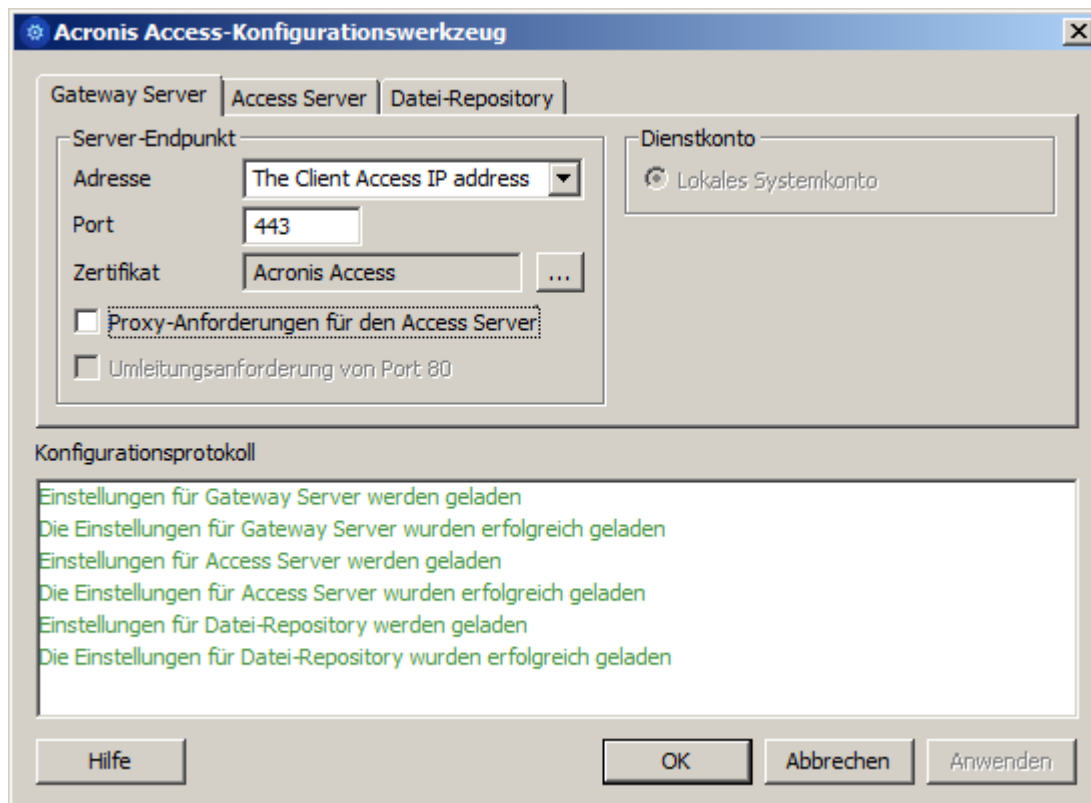 Acronis Access-Konfigurationswerkzeug
Gateway Server
Access Server
Datei-Repository
Server-Endpunkt
Adresse
The Client Access IP address
Port
443
Zertifikat
Acronis Access
...
Proxy-Anforderungen für den Access Server
Umleitungsanforderung von Port 80
Dienstkonto
Lokales Systemkonto
Konfigurationsprotokoll
Einstellungen für Gateway Server werden geladen
Die Einstellungen für Gateway Server wurden erfolgreich geladen
Einstellungen für Access Server werden geladen
Die Einstellungen für Access Server wurden erfolgreich geladen
Einstellungen für Datei-Repository werden geladen
Die Einstellungen für Datei-Repository wurden erfolgreich geladen
Hilfe
OK
Abbrechen
Anwenden